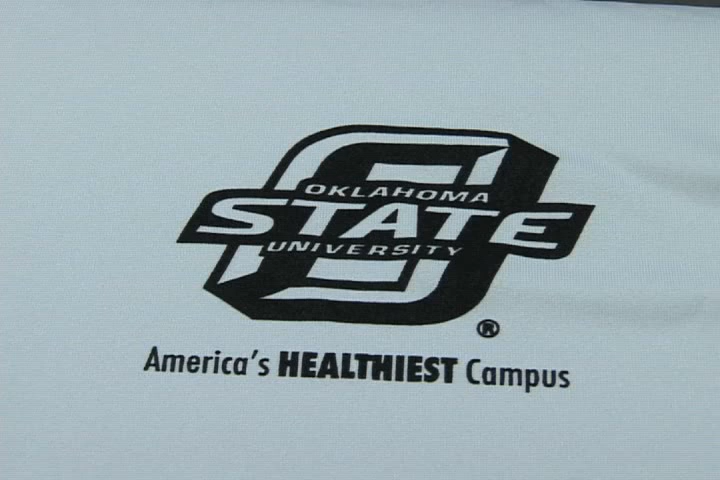 OKLAHOMA
STATE
UNIVERSITY
®
America's HEALTHIEST Campus